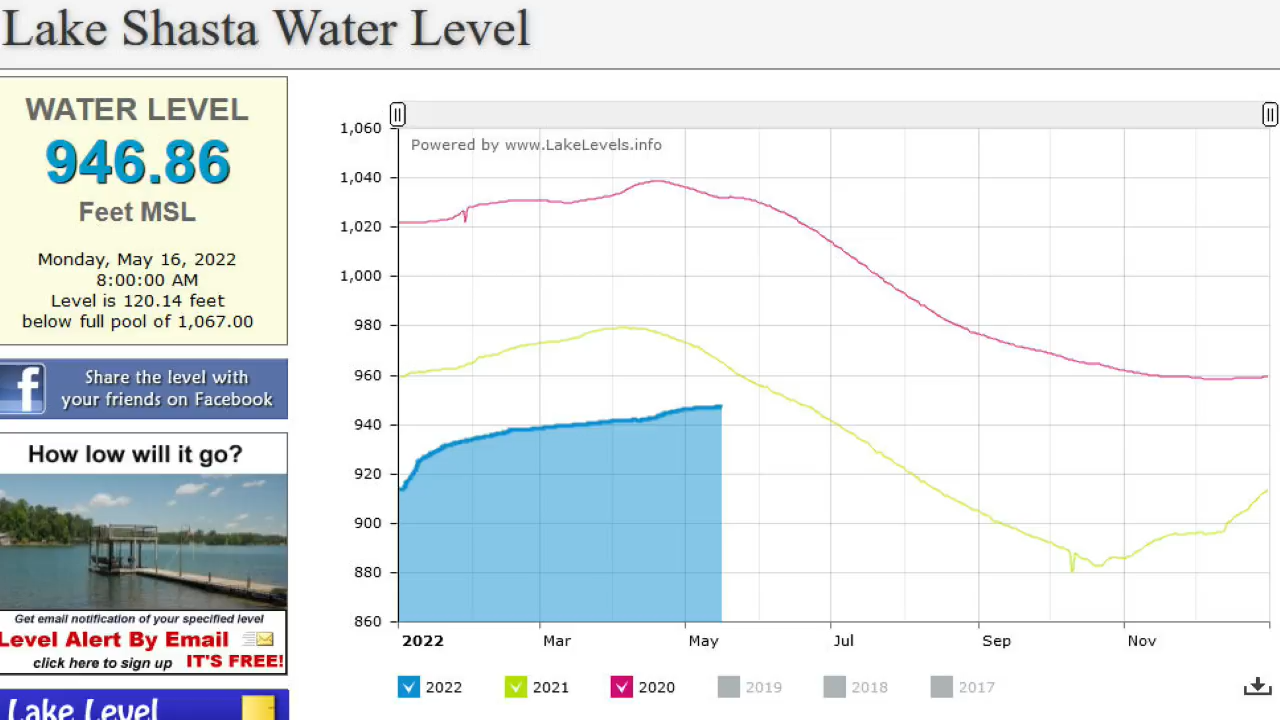 Lake Shasta Water Level
WATER LEVEL
946.86
Feet MSL
Monday, May 16, 2022
8:00:00 AM
Level is 120.14 feet
below full pool of 1,067.00
f
Share the level with
your friends on Facebook
How low will it go?
Get email notification of your specified level
Level Alert By Email
click here to sign up IT'S FREE!
Lake Level
Powered by www.LakeLevels.info
1,060
1,040
1,020
1,000
980
960
940
920
900
880
860
2022 Mar May Jul Sep Nov
2022 2021 2020 2019 2018 2017